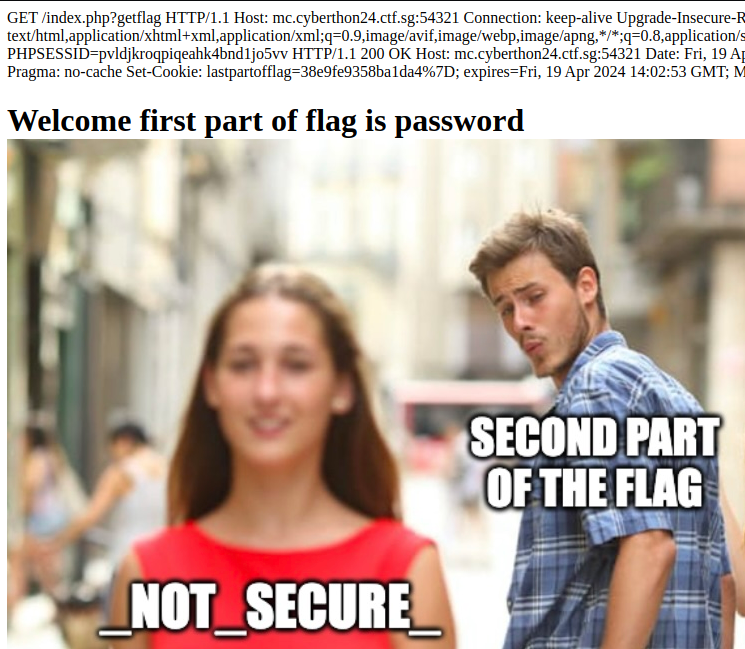 GET /index.php?getflag HTTP/1.1 Host: mc.cyberthon24.ctf.sg:54321 Connection: keep-alive Upgrade-Insecure-R
text/html,application/xhtml+xml,application/xml;q=0.9,image/avif,image/webp,image/apng,*/*;q=0.8,application/s
PHPSESSID=pvldjkroqpiqeahk4bnd1jo5vv HTTP/1.1 200 OK Host: mc.cyberthon24.ctf.sg:54321 Date: Fri, 19 Ap
Pragma: no-cache Set-Cookie: lastpartofflag=38e9fe9358ba1da4%7D; expires=Fri, 19 Apr 2024 14:02:53 GMT; M
Welcome first part of flag is password
SECOND PART
OF THE FLAG
_NOT_SECURE_